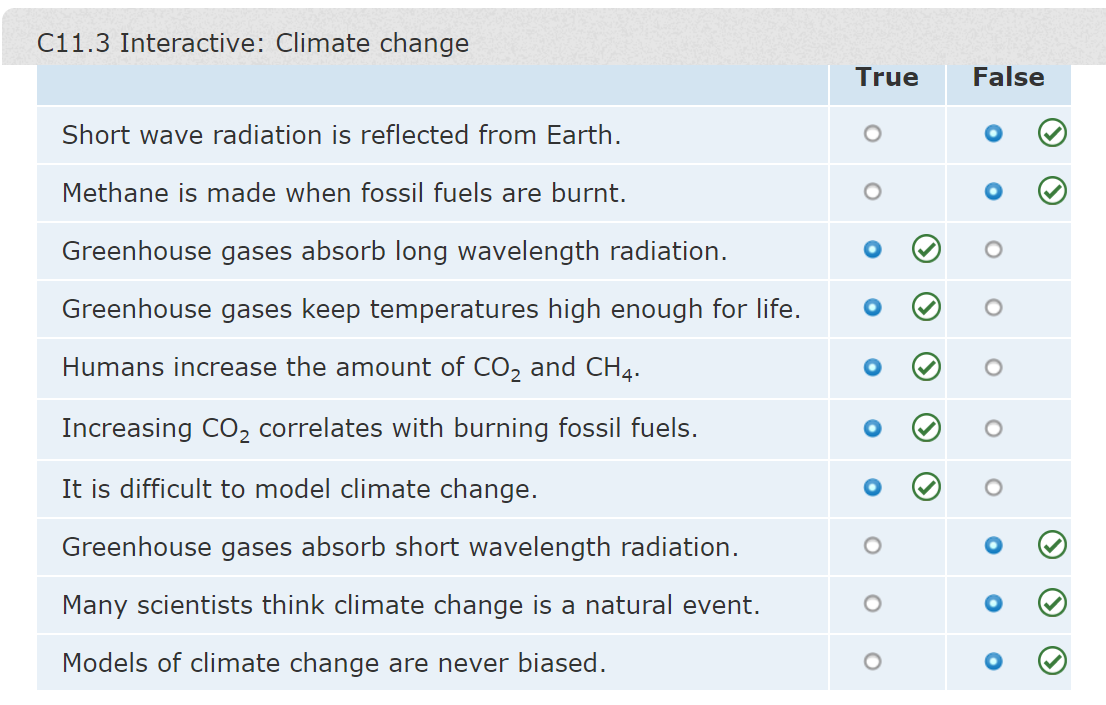 C11.3 Interactive: Climate change
True False
Short wave radiation is reflected from Earth.
Methane is made when fossil fuels are burnt.
Greenhouse gases absorb long wavelength radiation.
Greenhouse gases keep temperatures high enough for life.
Humans increase the amount of CO₂ and CH₄.
Increasing CO₂ correlates with burning fossil fuels.
It is difficult to model climate change.
Greenhouse gases absorb short wavelength radiation.
Many scientists think climate change is a natural event.
Models of climate change are never biased.